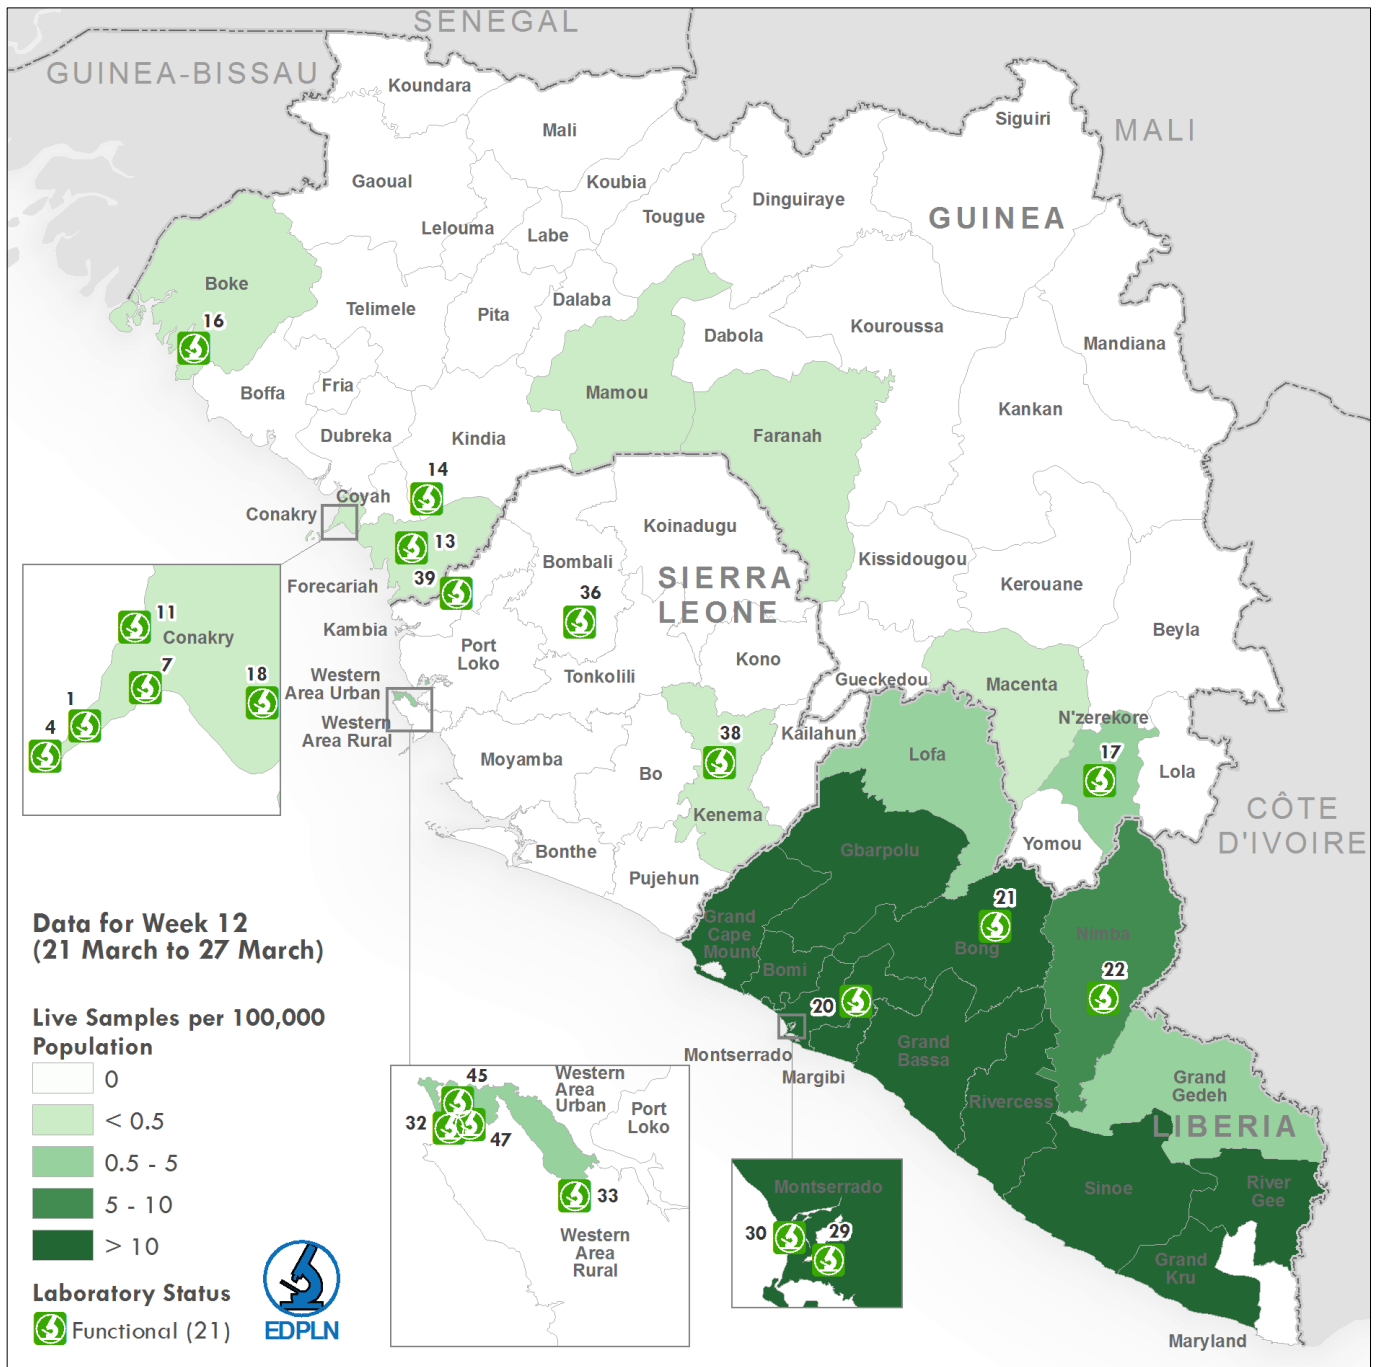 SENEGAL
GUINEA-BISSAU
Koundara
Siguiri
Mali
MALI
Gaoual
Koubia
Dinguiraye
Tougue
GUINEA
Lelouma
Labe
Boke
Dalaba
Telimele
Pita
16
Kouroussa
Dabola
Mandiana
Fria
Boffa
Mamou
Kankan
Dubreka
Kindia
Faranah
14
Coyah
Conakry
Koinadugu
13
Bombali
Kissidougou
39
SIERRA
LEONE
Forecariah
Kerouane
36
11
Conakry
Kambia
Beyla
Port
Loko
7
Kono
18
Western
Area Urban
Tonkolili
Gueckedou
Macenta
1
4
Western
Area Rural
N'zerekore
38
Kailahun
17
Moyamba
Lofa
Bo
Lola
CÔTE
D'IVOIRE
Kenema
Yomou
Bonthe
Gbarpolu
Pujehun
21
Data for Week 12
(21 March to 27 March)
Grand
Cape
Mount
Nimba
Bong
Bomi
22
20
Live Samples per 100,000
Population
Grand
Bassa
Montserrado
Margibi
0
< 0.5
0.5 - 5
5 - 10
> 10
Grand
Gedeh
Rivercess
LIBERIA
45
Western
Area
Urban
Port
Loko
32
47
33
Western
Area
Rural
Montserrado
30
29
Sinoe
River
Gee
Grand
Kru
Maryland
Laboratory Status
Functional (21)
EDPLN